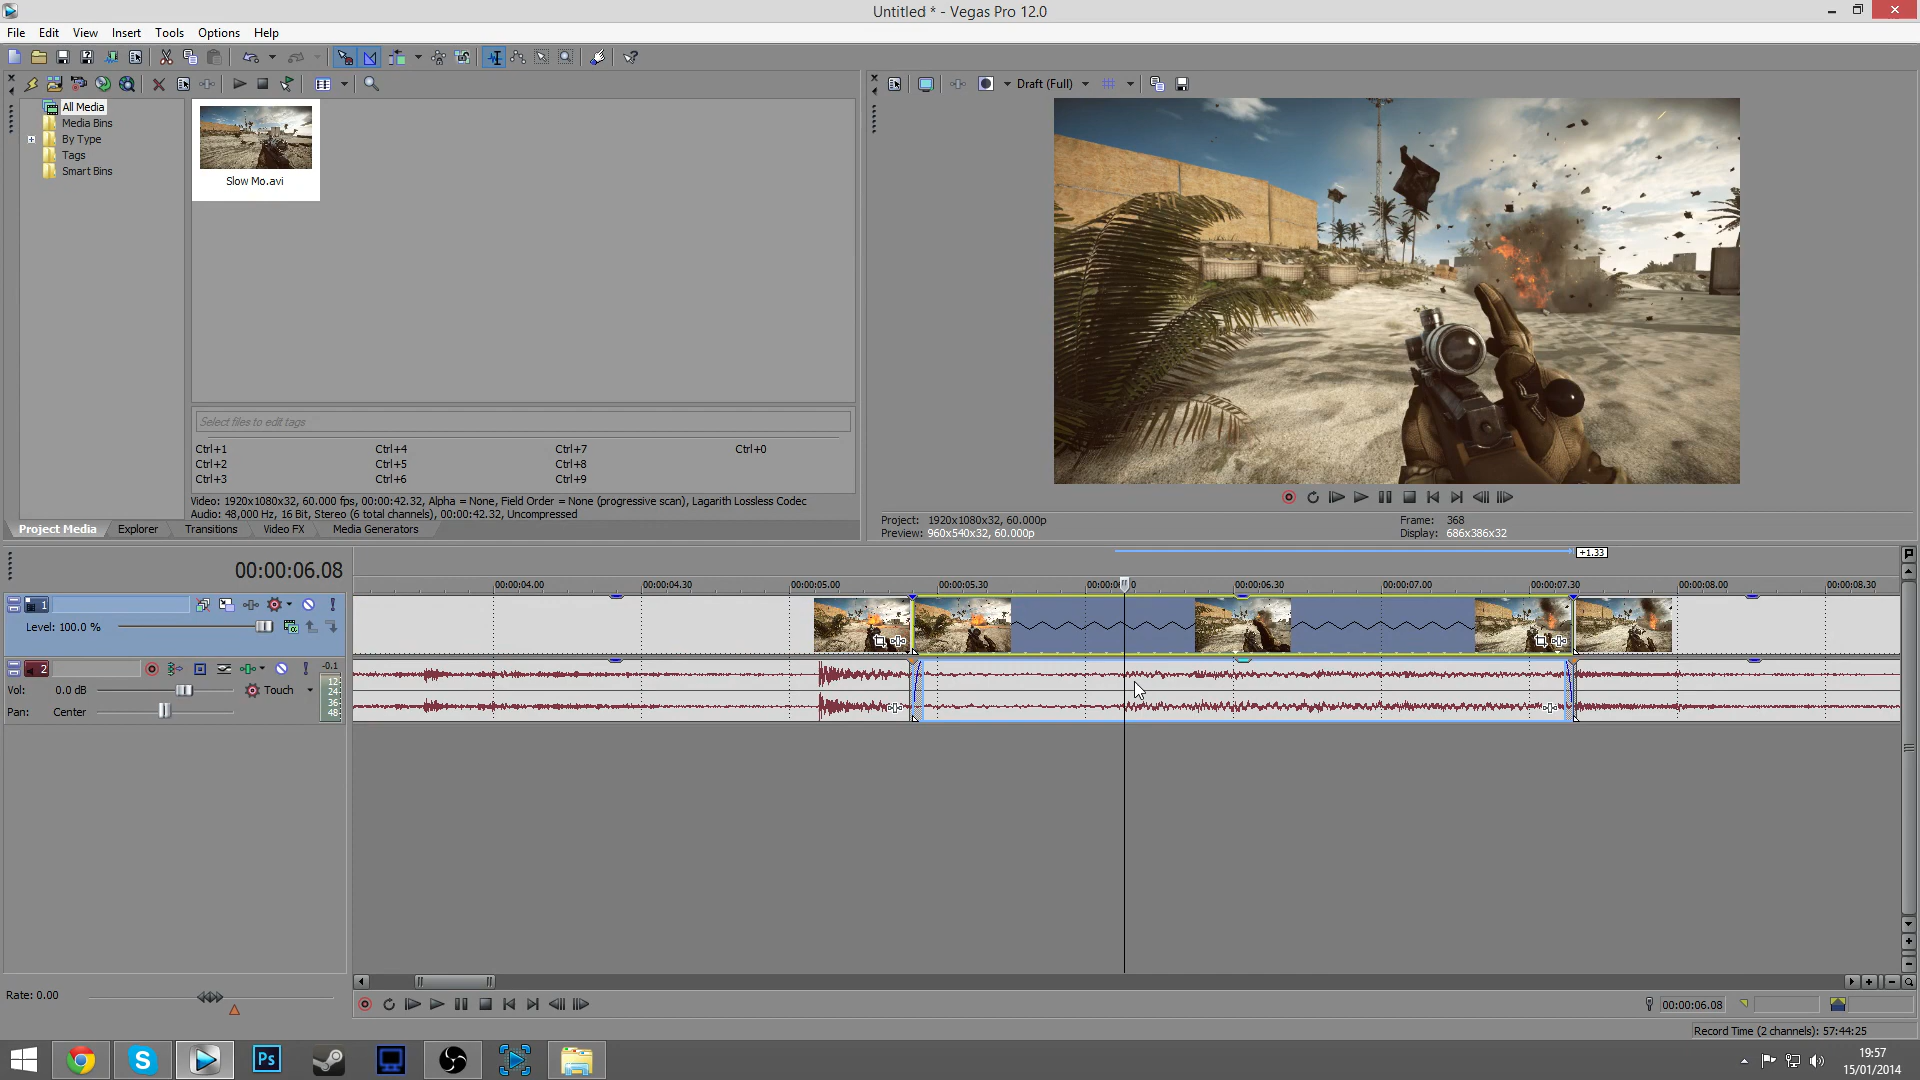 Untitled * - Vegas Pro 12.0
File Edit View Insert Tools Options Help
Draft (Full)
All Media
Media Bins
By Type
Tags
Smart Bins
Slow Mo.avi
Select files to edit tags
Ctrl+1 Ctrl+4 Ctrl+7 Ctrl+0
Ctrl+2 Ctrl+5 Ctrl+8
Ctrl+3 Ctrl+6 Ctrl+9
Video: 1920x1080x32, 60.000 fps, 00:00:42.32, Alpha = None, Field Order = None (progressive scan), Lagarith Lossless Codec
Audio: 48,000 Hz, 16 Bit, Stereo (6 total channels), 00:00:42.32, Uncompressed
Project Media Explorer Transitions Video FX Media Generators
Project: 1920x1080x32, 60.000p Frame: 368
Preview: 960x540x32, 60.000p Display: 686x386x32
+1.33
00:00:06.08
00:00:04.00 00:00:04.30 00:00:05.00 00:00:05.30 00:00:06.30 00:00:07.00 00:00:07.30 00:00:08.00 00:00:08.30
1
Level: 100.0 %
2
-0.1
Vol: 0.0 dB Touch
Pan: Center
12
24
36
48
Rate: 0.00
00:00:06.08
Record Time (2 channels): 57:44:25
Ps
19:57
15/01/2014